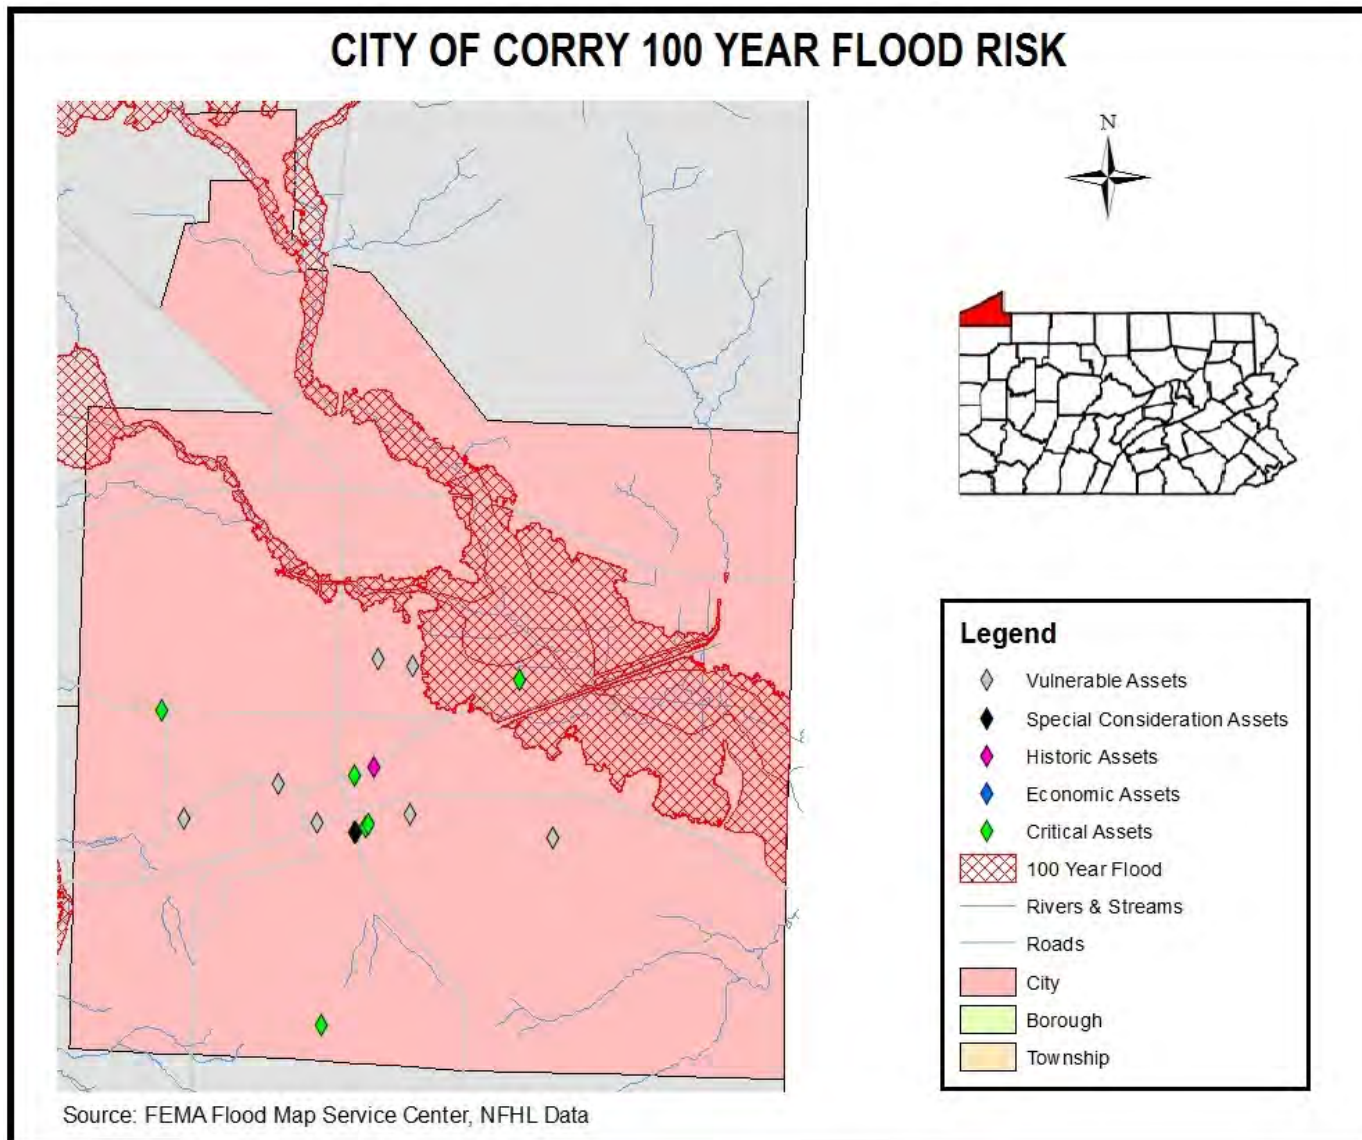 CITY OF CORRY 100 YEAR FLOOD RISK
N
Legend
Vulnerable Assets
Special Consideration Assets
Historic Assets
Economic Assets
Critical Assets
100 Year Flood
Rivers & Streams
Roads
City
Borough
Township
Source: FEMA Flood Map Service Center, NFHL Data